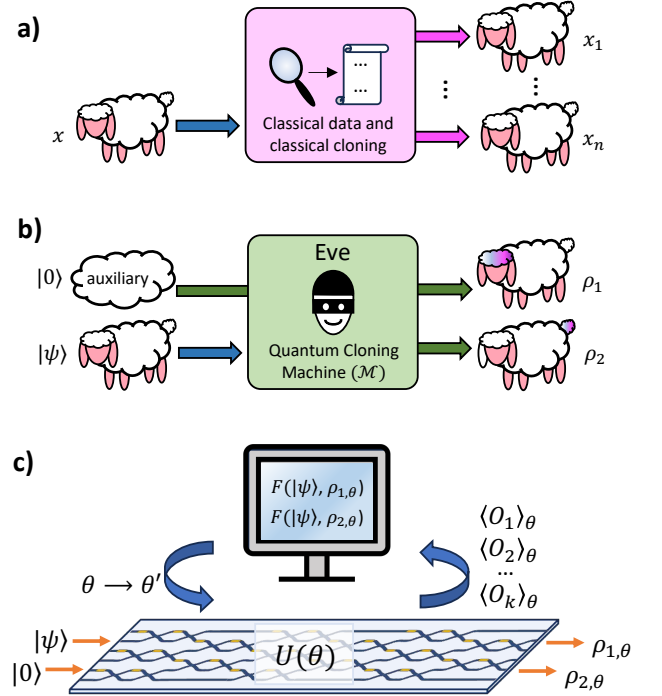 a)
x
...
...
Classical data and
classical cloning
x₁
⋮ ⋮
xₙ
b)
|0⟩
auxiliary
|ψ⟩
Eve
Quantum Cloning
Machine (ℳ)
ρ₁
ρ₂
c)
F(|ψ⟩, ρ₁,θ)
F(|ψ⟩, ρ₂,θ)
θ → θ′
⟨O₁⟩θ
⟨O₂⟩θ
...
⟨Oₖ⟩θ
|ψ⟩
|0⟩
U(θ)
ρ₁,θ
ρ₂,θ